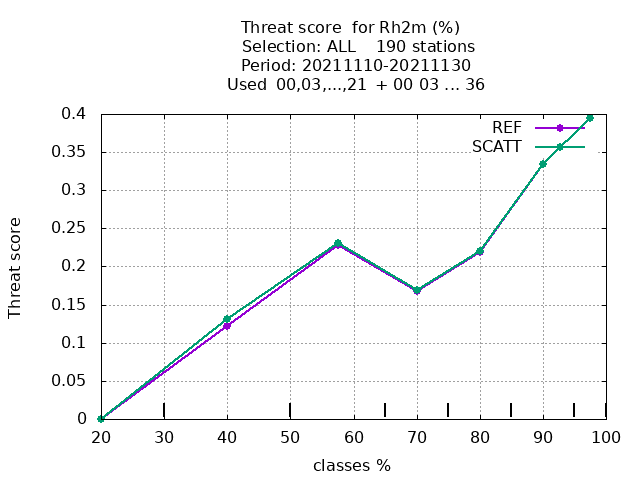 Threat score  for Rh2m (%)
Selection: ALL    190 stations
Period: 20211110-20211130
Used  00,03,...,21  + 00 03 ... 36
REF
SCATT
Threat score
0.4
0.35
0.3
0.25
0.2
0.15
0.1
0.05
0
20 30 40 50 60 70 80 90 100
classes %